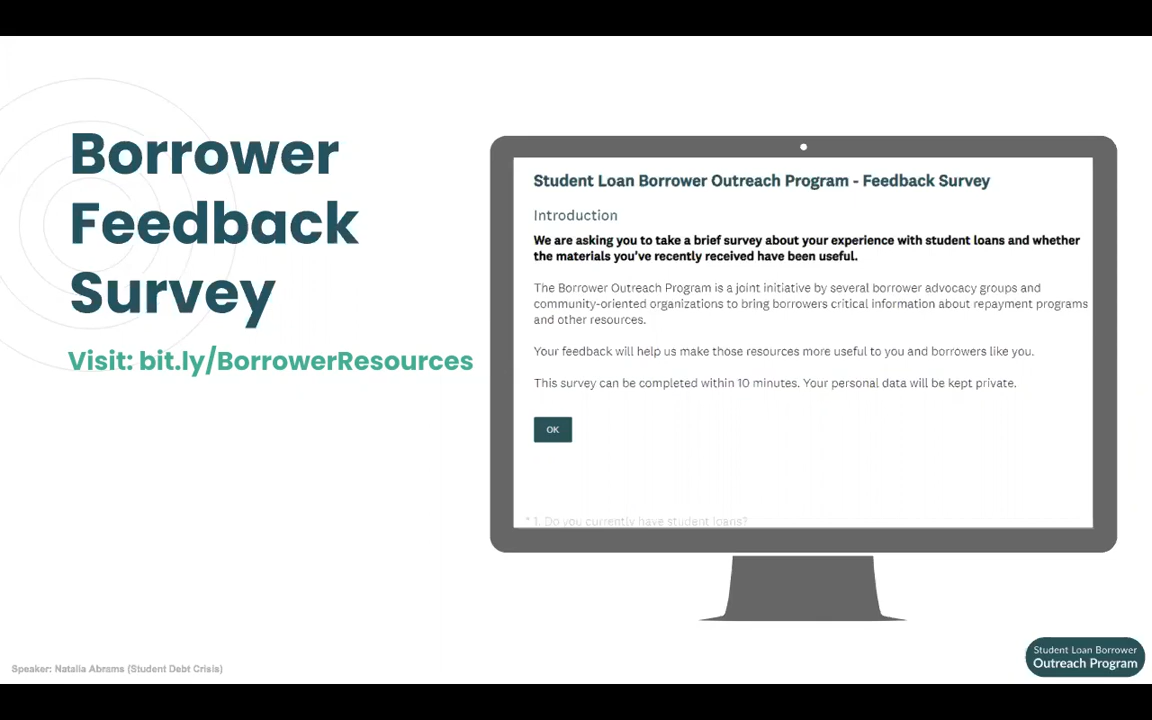 Borrower
Feedback
Survey
Visit: bit.ly/BorrowerResources
Student Loan Borrower Outreach Program - Feedback Survey
Introduction
We are asking you to take a brief survey about your experience with student loans and whether
the materials you've recently received have been useful.
The Borrower Outreach Program is a joint initiative by several borrower advocacy groups and
community-oriented organizations to bring borrowers critical information about repayment programs
and other resources.
Your feedback will help us make those resources more useful to you and borrowers like you.
This survey can be completed within 10 minutes. Your personal data will be kept private.
OK
* 1. Do you currently have student loans?
Speaker: Natalia Abrams (Student Debt Crisis)
Student Loan Borrower
Outreach Program